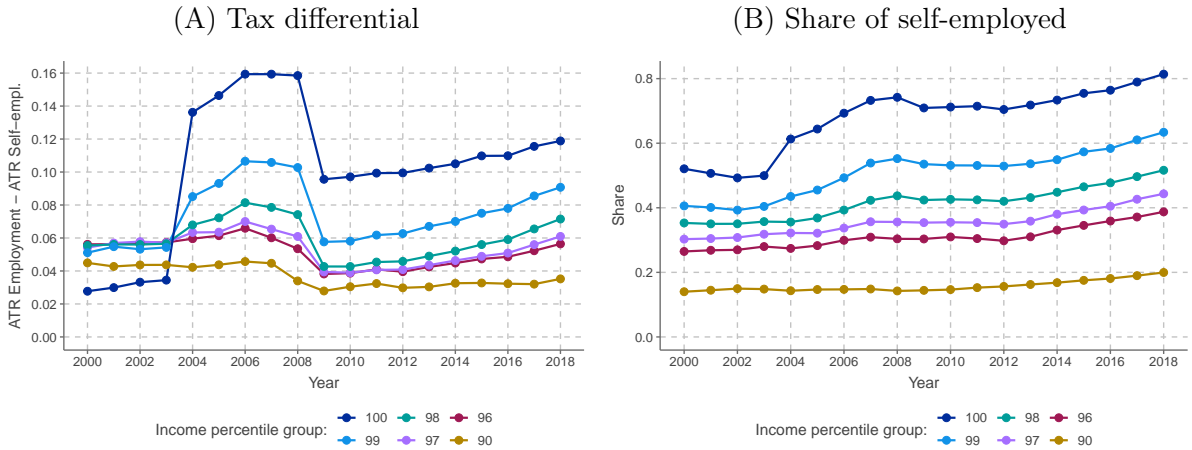 (A) Tax differential
ATR Employment − ATR Self−empl.
0.16
0.14
0.12
0.10
0.08
0.06
0.04
0.02
0.00
2000 2002 2004 2006 2008 2010 2012 2014 2016 2018
Year
Income percentile group:
100 98 96
99 97 90
(B) Share of self-employed
Share
0.8
0.6
0.4
0.2
0.0
2000 2002 2004 2006 2008 2010 2012 2014 2016 2018
Year
Income percentile group:
100 98 96
99 97 90